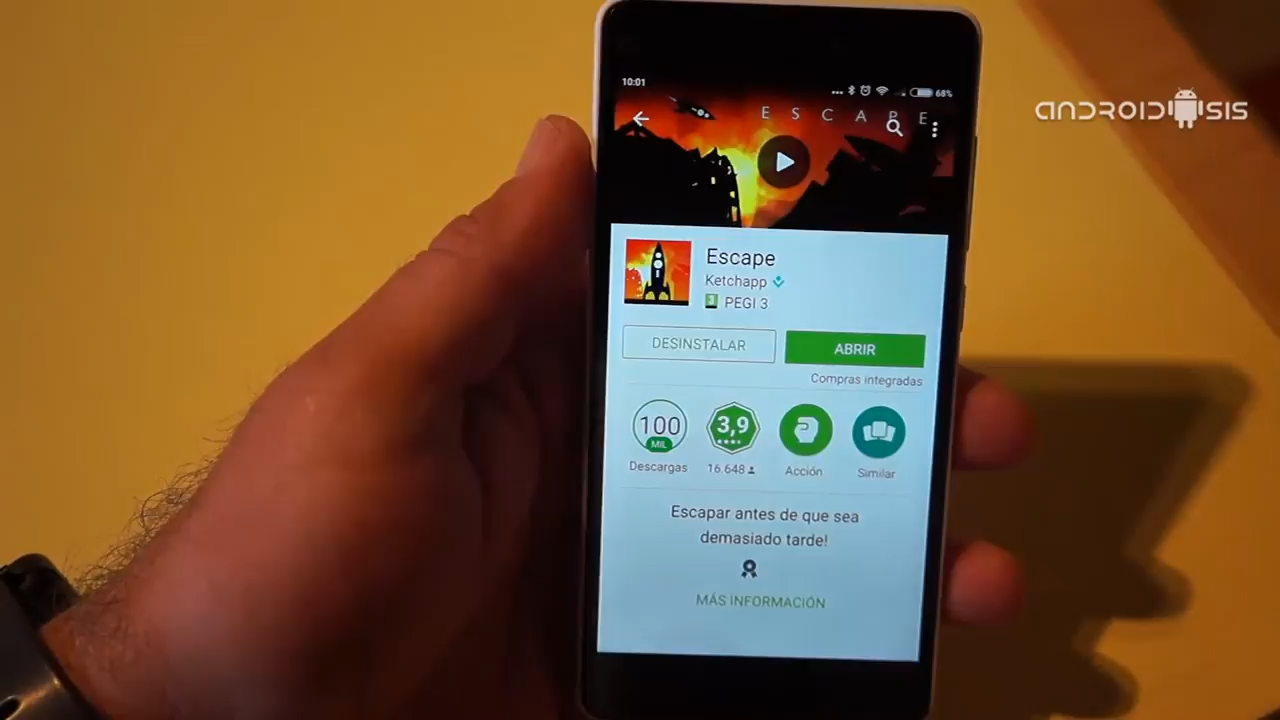 10:01
68%
ESCAPE
ANDROIDSIS
Escape
Ketchapp
3 PEGI 3
DESINSTALAR
ABRIR
Compras integradas
100
MIL
3,9
Descargas
16.648
Acción
Similar
Escapar antes de que sea
demasiado tarde!
MÁS INFORMACIÓN